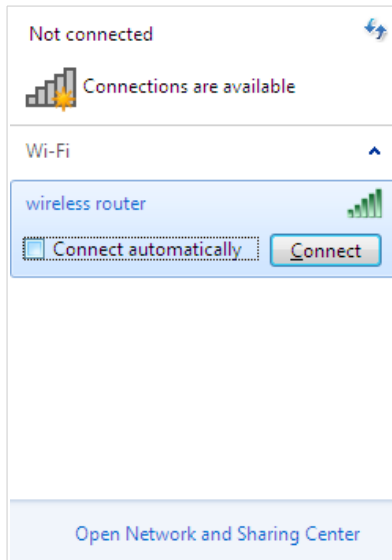 Not connected
Connections are available
Wi-Fi
wireless router
Connect automatically
Connect
Open Network and Sharing Center